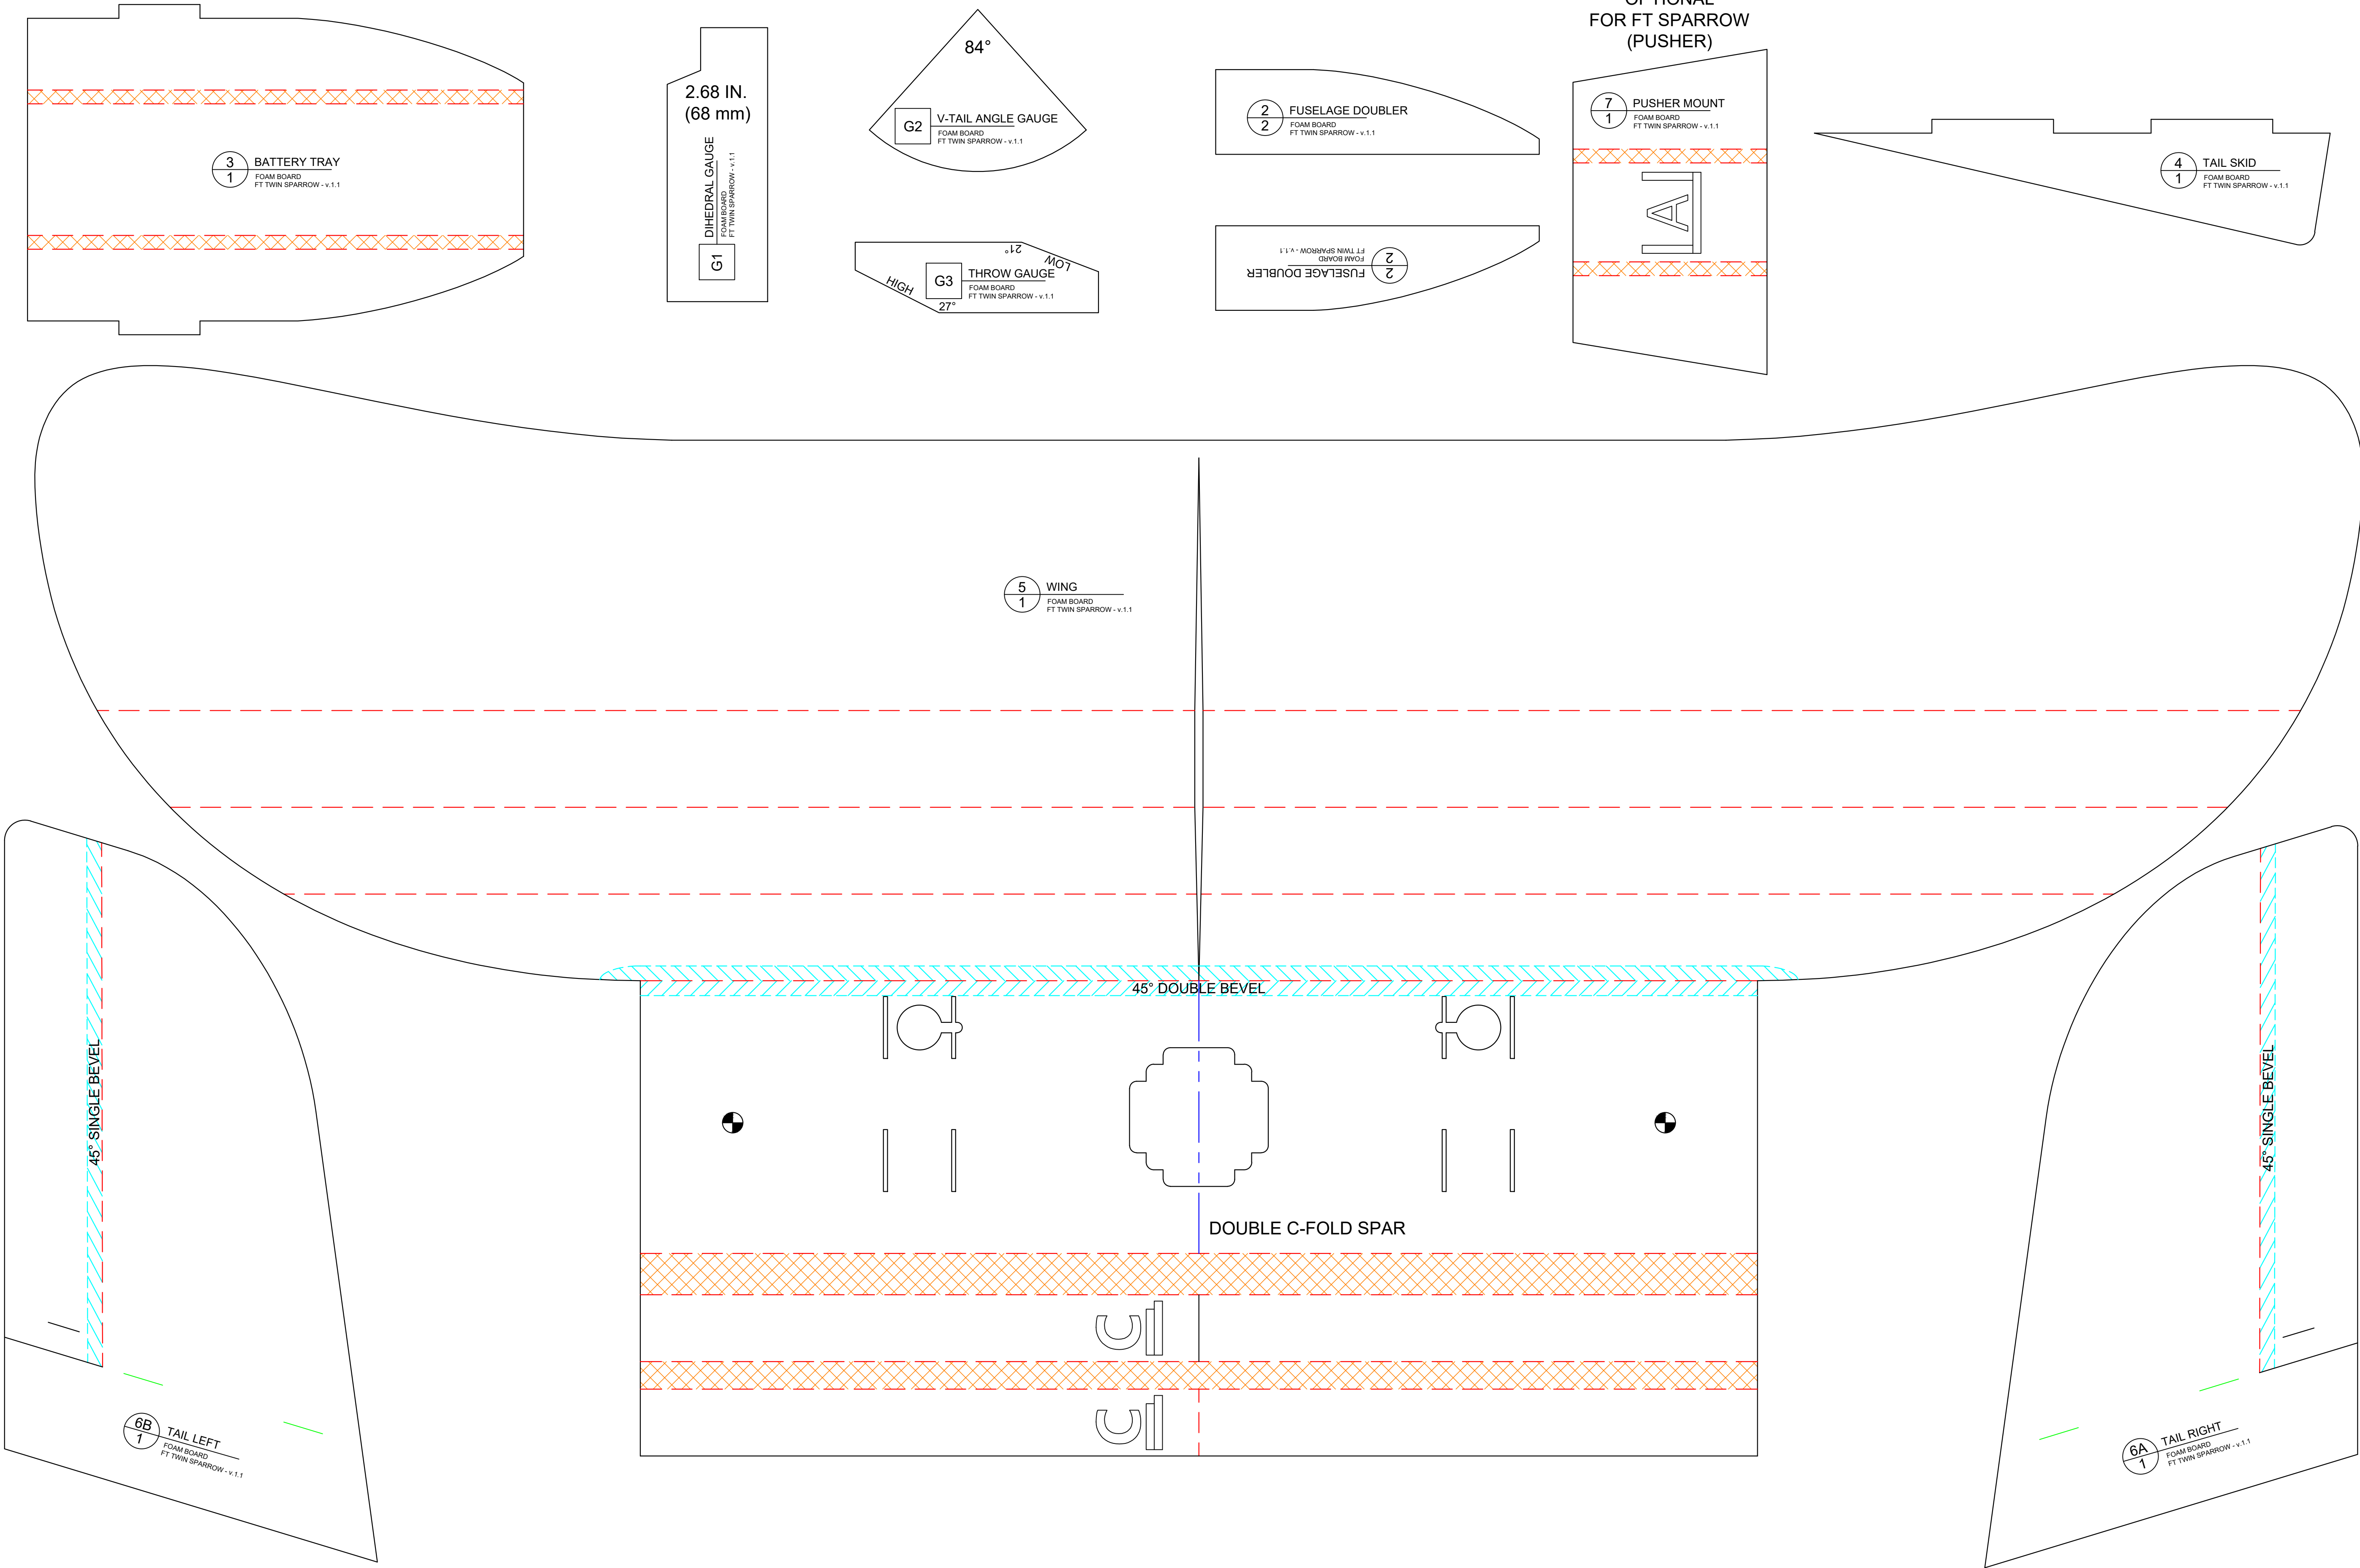 OPTIONAL
FOR FT SPARROW
(PUSHER)
3
1
BATTERY TRAY
FOAM BOARD
FT TWIN SPARROW - v.1.1
2.68 IN.
(68 mm)
G1
DIHEDRAL GAUGE
FOAM BOARD
FT TWIN SPARROW - v.1.1
84°
G2
V-TAIL ANGLE GAUGE
FOAM BOARD
FT TWIN SPARROW - v.1.1
21°
LOW
G3
THROW GAUGE
FOAM BOARD
FT TWIN SPARROW - v.1.1
HIGH
27°
2
2
FUSELAGE DOUBLER
FOAM BOARD
FT TWIN SPARROW - v.1.1
2
2
FUSELAGE DOUBLER
FOAM BOARD
FT TWIN SPARROW - v.1.1
7
1
PUSHER MOUNT
FOAM BOARD
FT TWIN SPARROW - v.1.1
A
4
1
TAIL SKID
FOAM BOARD
FT TWIN SPARROW - v.1.1
5
1
WING
FOAM BOARD
FT TWIN SPARROW - v.1.1
45° DOUBLE BEVEL
45° SINGLE BEVEL
45° SINGLE BEVEL
DOUBLE C-FOLD SPAR
C
C
6B
1
TAIL LEFT
FOAM BOARD
FT TWIN SPARROW - v.1.1
6A
1
TAIL RIGHT
FOAM BOARD
FT TWIN SPARROW - v.1.1